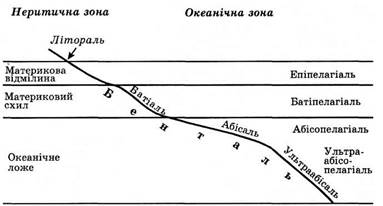 Неритична зона Океанічна зона
Літораль
Материкова відмілина
Епіпелагіаль
Материковий схил
Батіаль
Батіпелагіаль
Бенталь
Абісаль
Абісопелагіаль
Океанічне ложе
Ультраабісаль
Ультра-
абісо-
пелагіаль